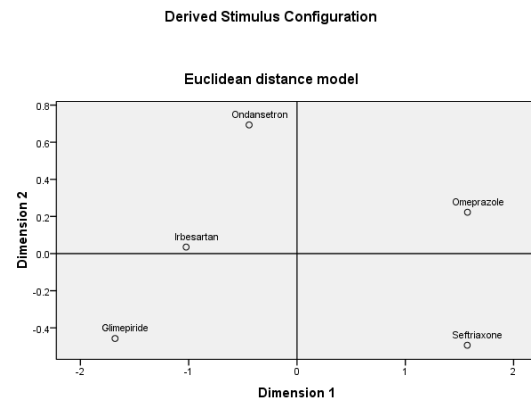 Derived Stimulus Configuration
Euclidean distance model
0.8
0.6
0.4
0.2
0.0
-0.2
-0.4
Dimension 2
Ondansetron
Omeprazole
Irbesartan
Glimepiride
Seftriaxone
-2
-1
0
1
2
Dimension 1